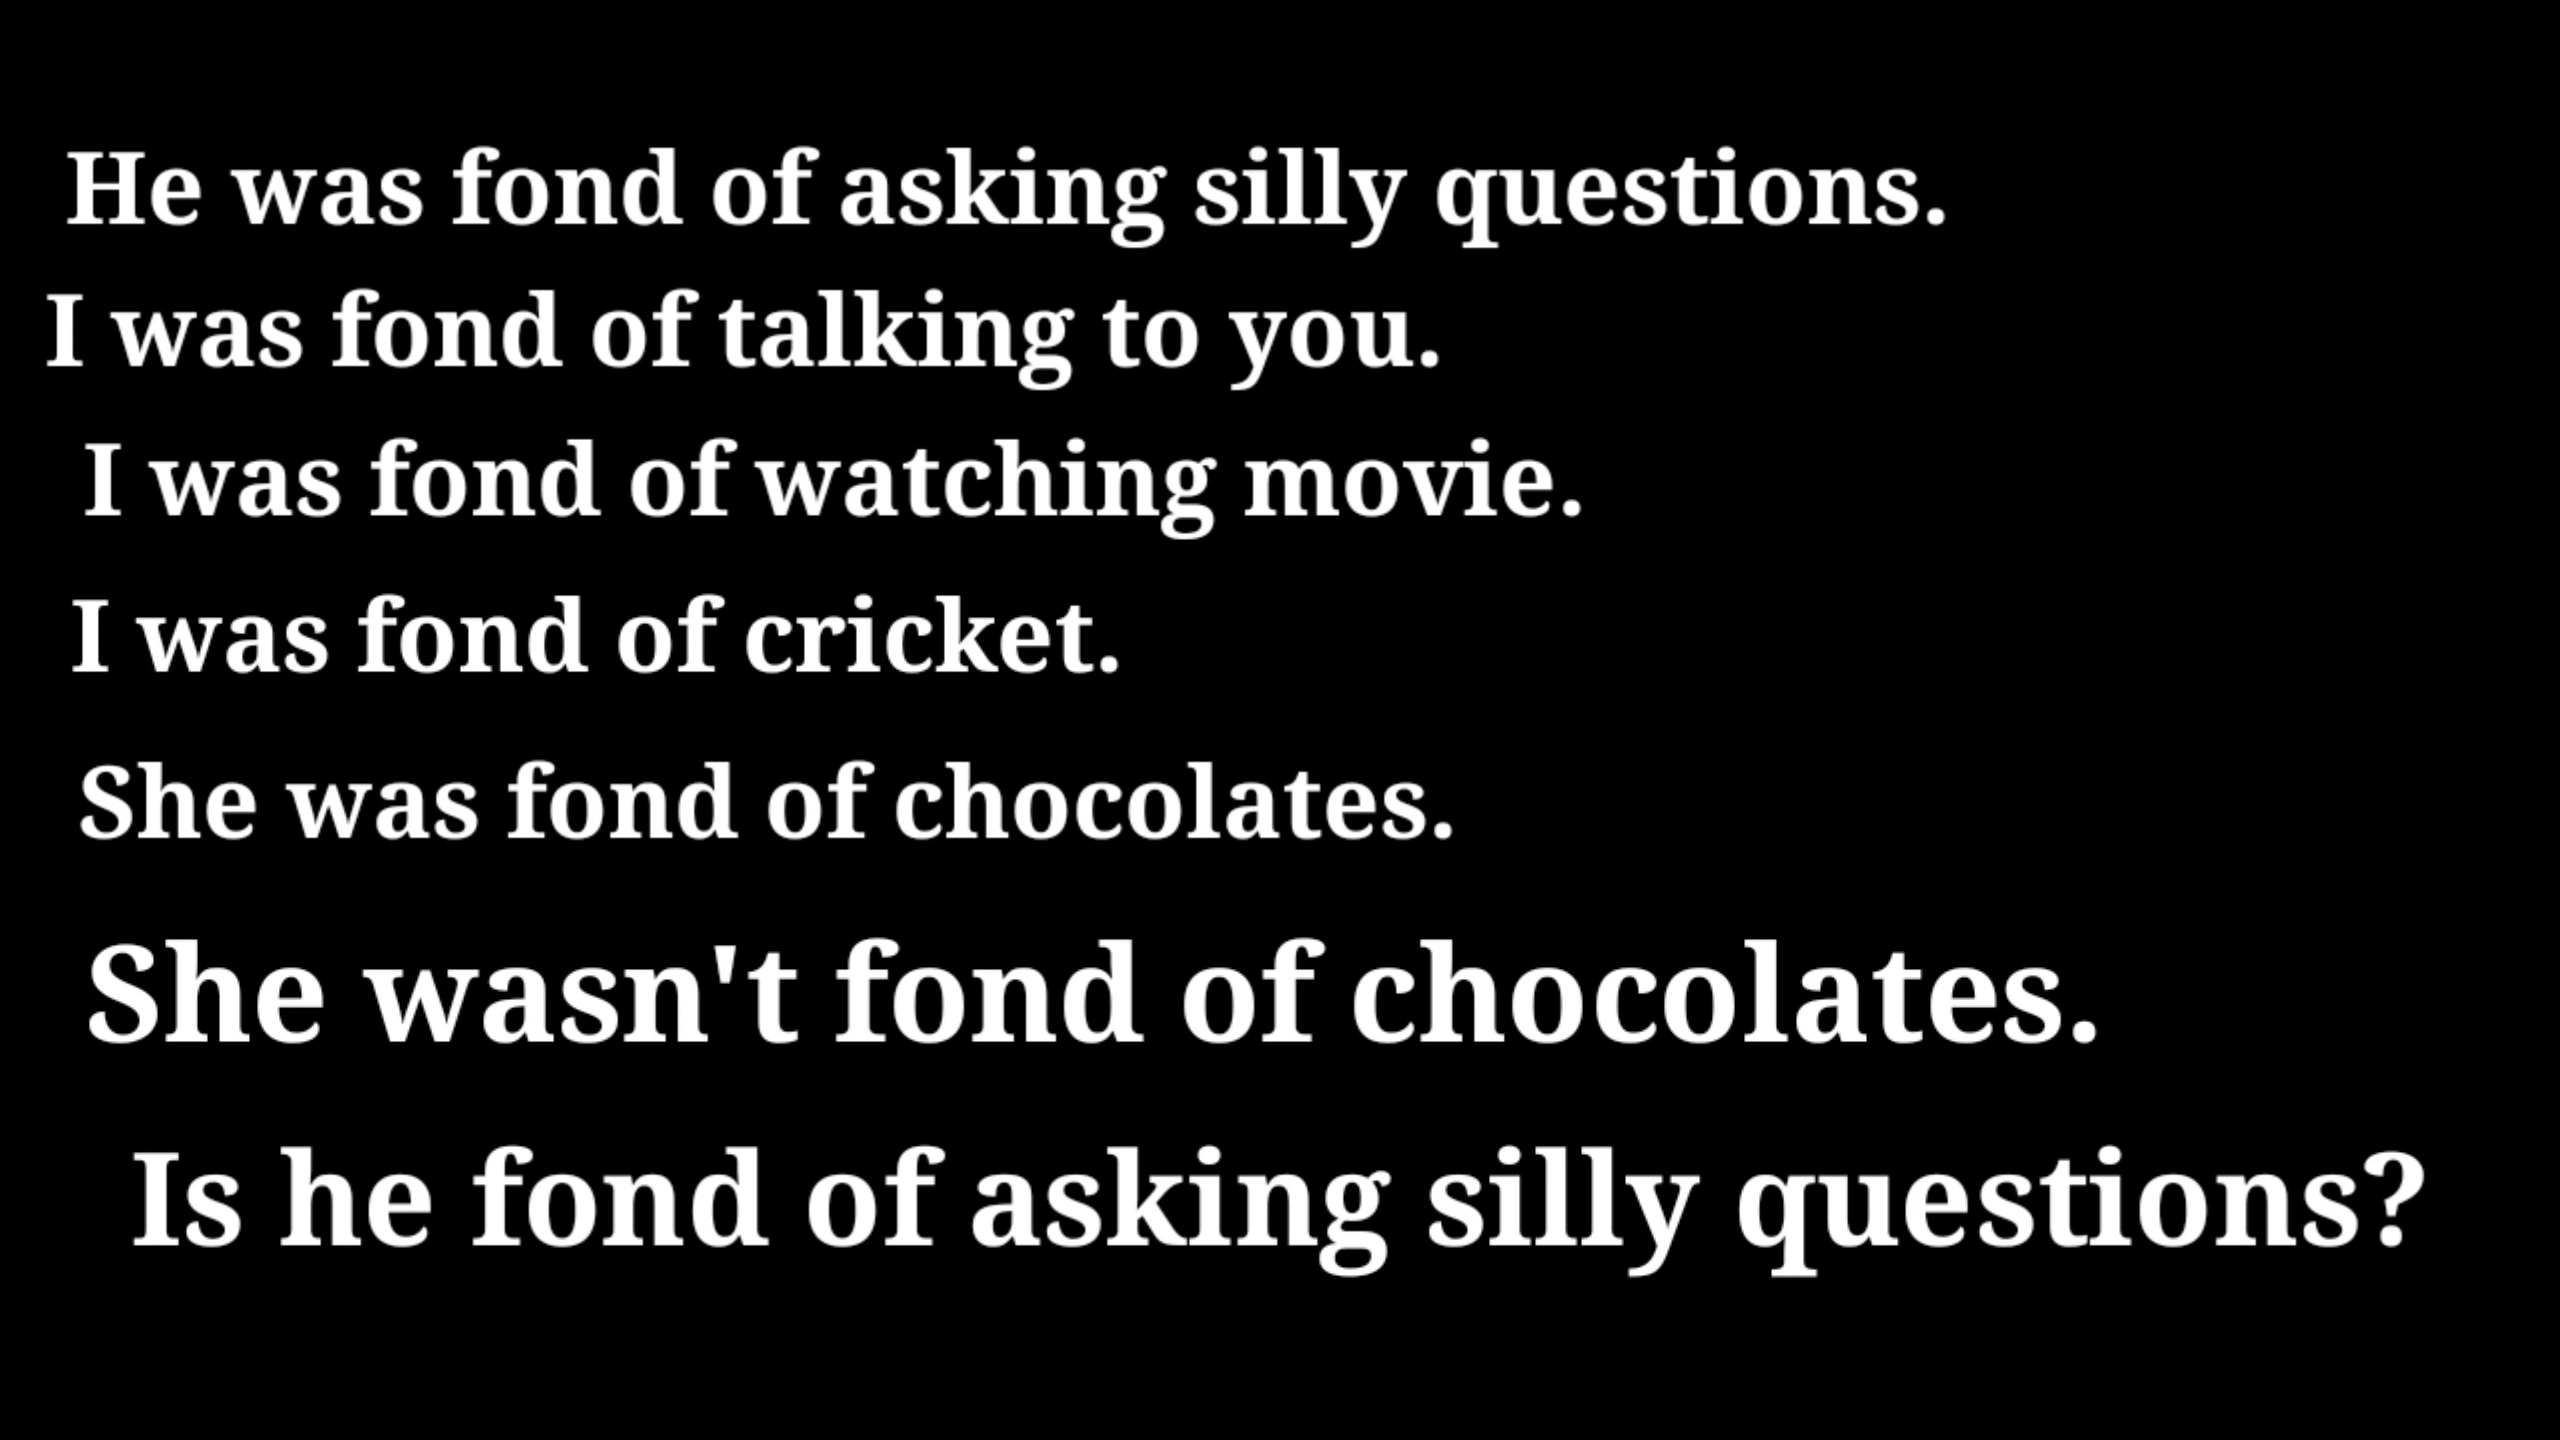 He was fond of asking silly questions.
I was fond of talking to you.
I was fond of watching movie.
I was fond of cricket.
She was fond of chocolates.
She wasn't fond of chocolates.
Is he fond of asking silly questions?